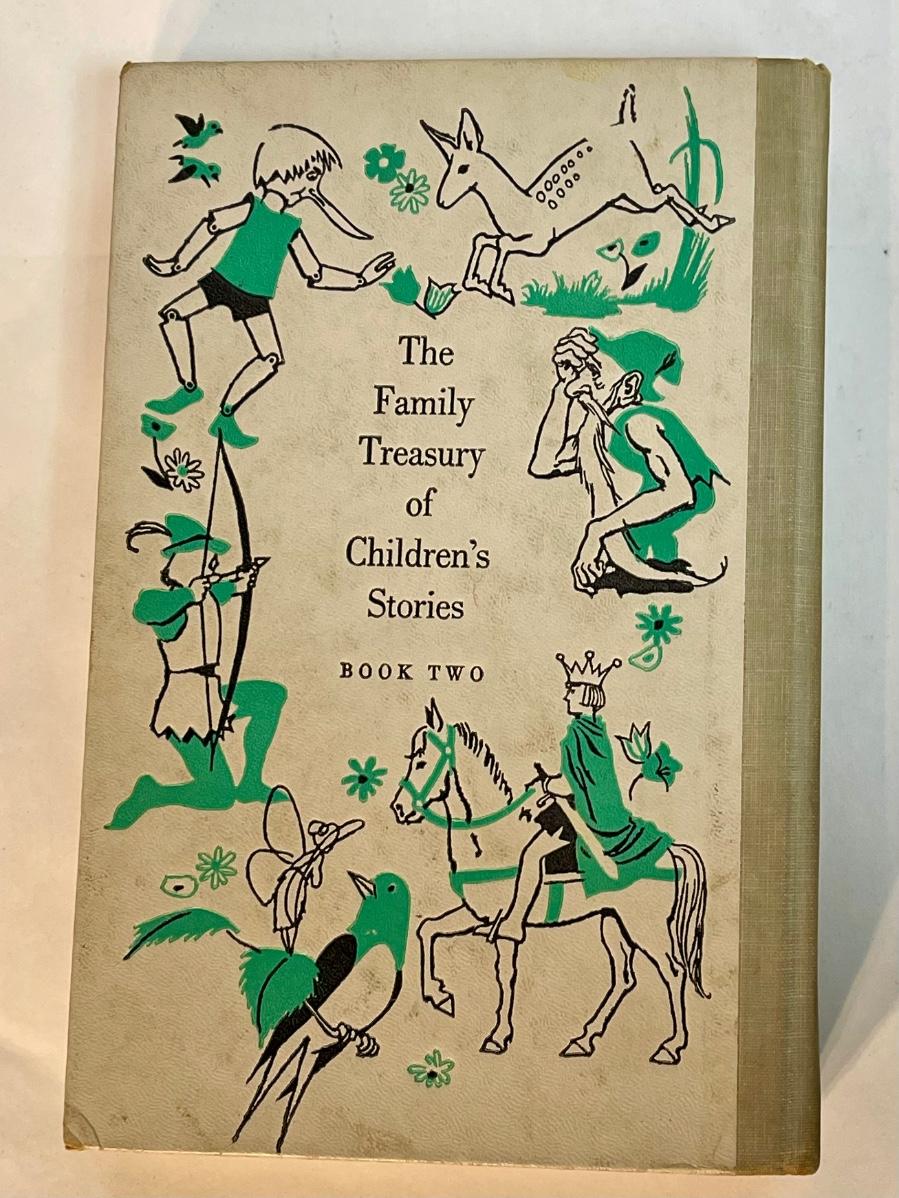 The
Family
Treasury
of
Children's
Stories
BOOK TWO